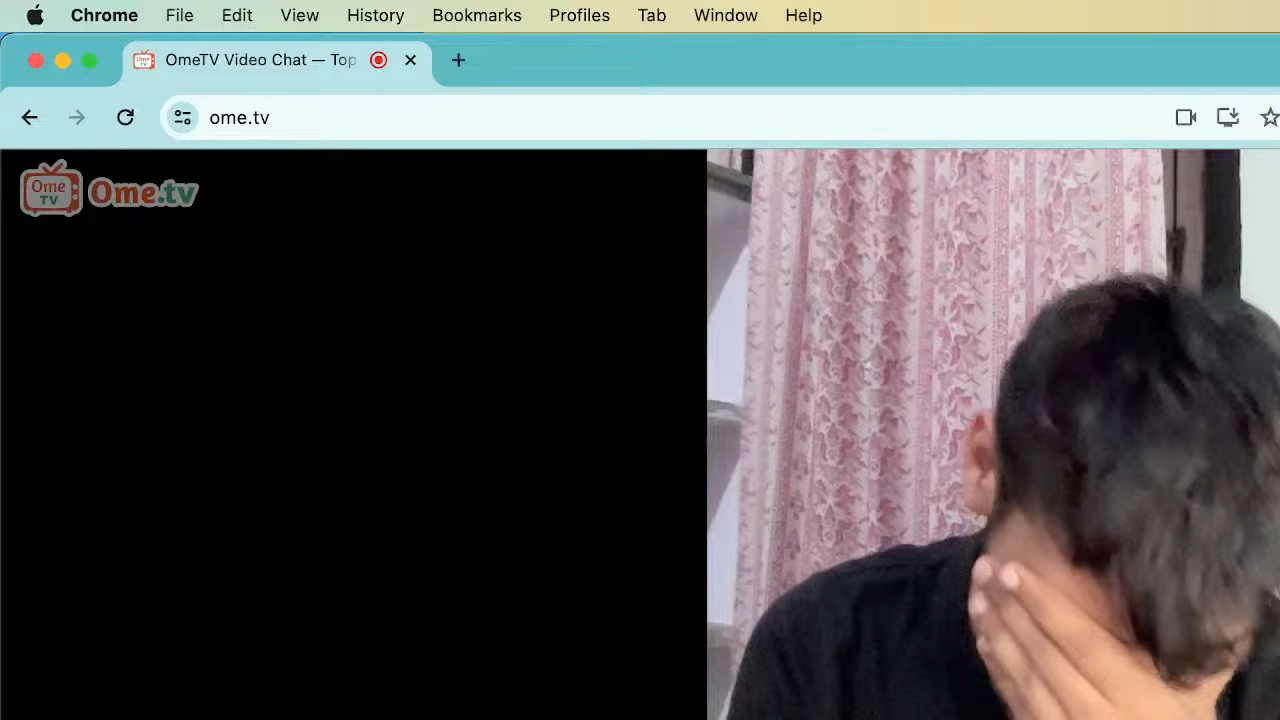 Chrome File Edit View History Bookmarks Profiles Tab Window Help
OmeTV Video Chat — Top
ome.tv
Ome TV Ome.tv